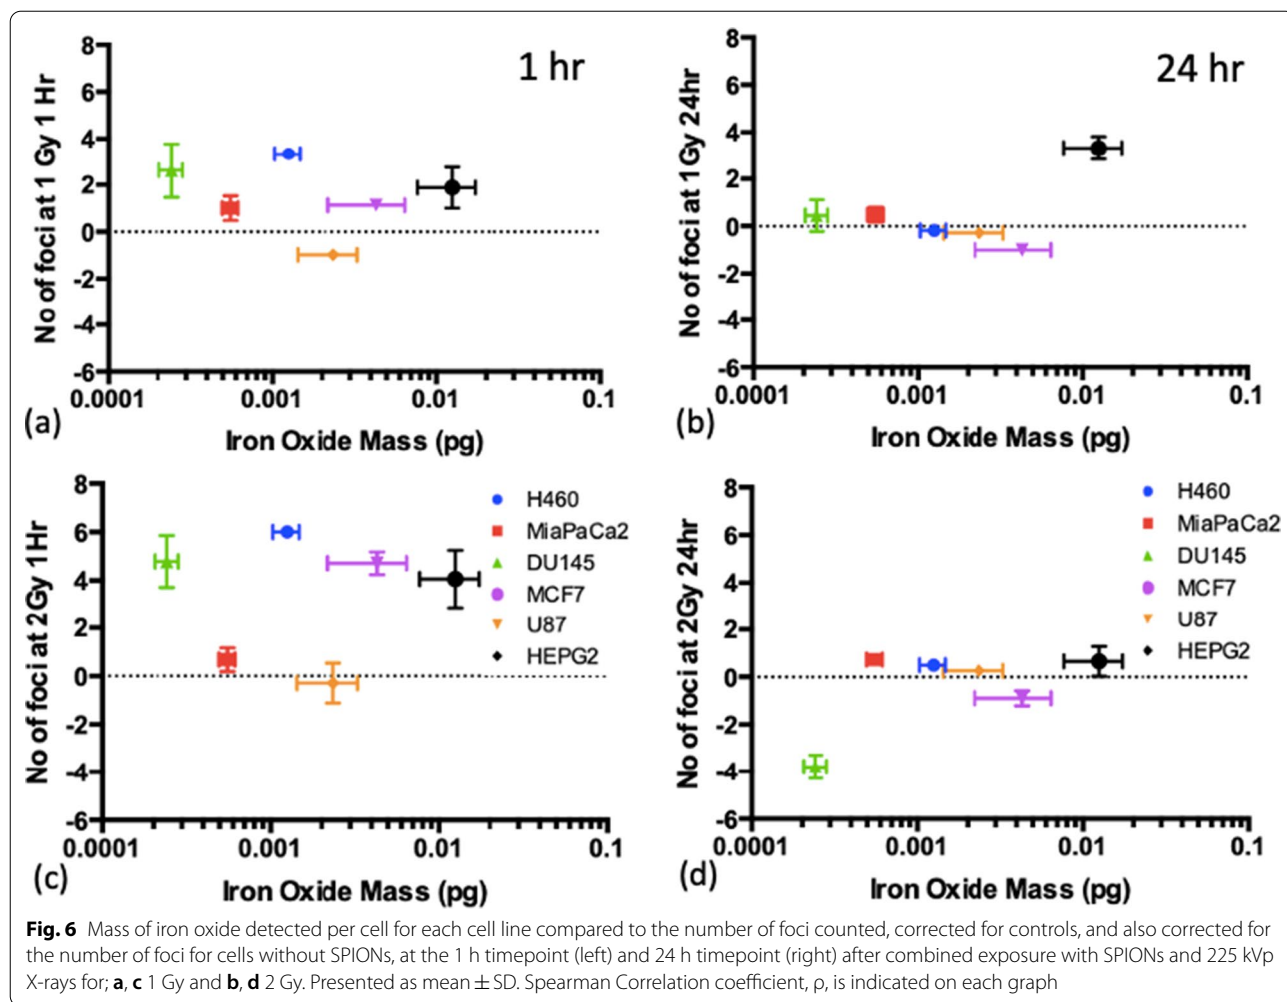 8
6
4
2
0
-2
-4
-6
No of foci at 1 Gy 1 Hr
1 hr
0.0001 0.001 0.01 0.1
Iron Oxide Mass (pg)
(a)
8
6
4
2
0
-2
-4
-6
No of foci at 1Gy 24hr
24 hr
0.0001 0.001 0.01 0.1
Iron Oxide Mass (pg)
(b)
8
6
4
2
0
-2
-4
-6
No of foci at 2Gy 1Hr
H460
MiaPaCa2
DU145
MCF7
U87
HEPG2
0.0001 0.001 0.01 0.1
Iron Oxide Mass (pg)
(c)
8
6
4
2
0
-2
-4
-6
No of foci at 2Gy 24hr
H460
MiaPaCa2
DU145
MCF7
U87
HEPG2
0.0001 0.001 0.01 0.1
Iron Oxide Mass (pg)
(d)
Fig. 6 Mass of iron oxide detected per cell for each cell line compared to the number of foci counted, corrected for controls, and also corrected for
the number of foci for cells without SPIONs, at the 1 h timepoint (left) and 24 h timepoint (right) after combined exposure with SPIONs and 225 kVp
X-rays for; a, c 1 Gy and b, d 2 Gy. Presented as mean ± SD. Spearman Correlation coefficient, ρ, is indicated on each graph